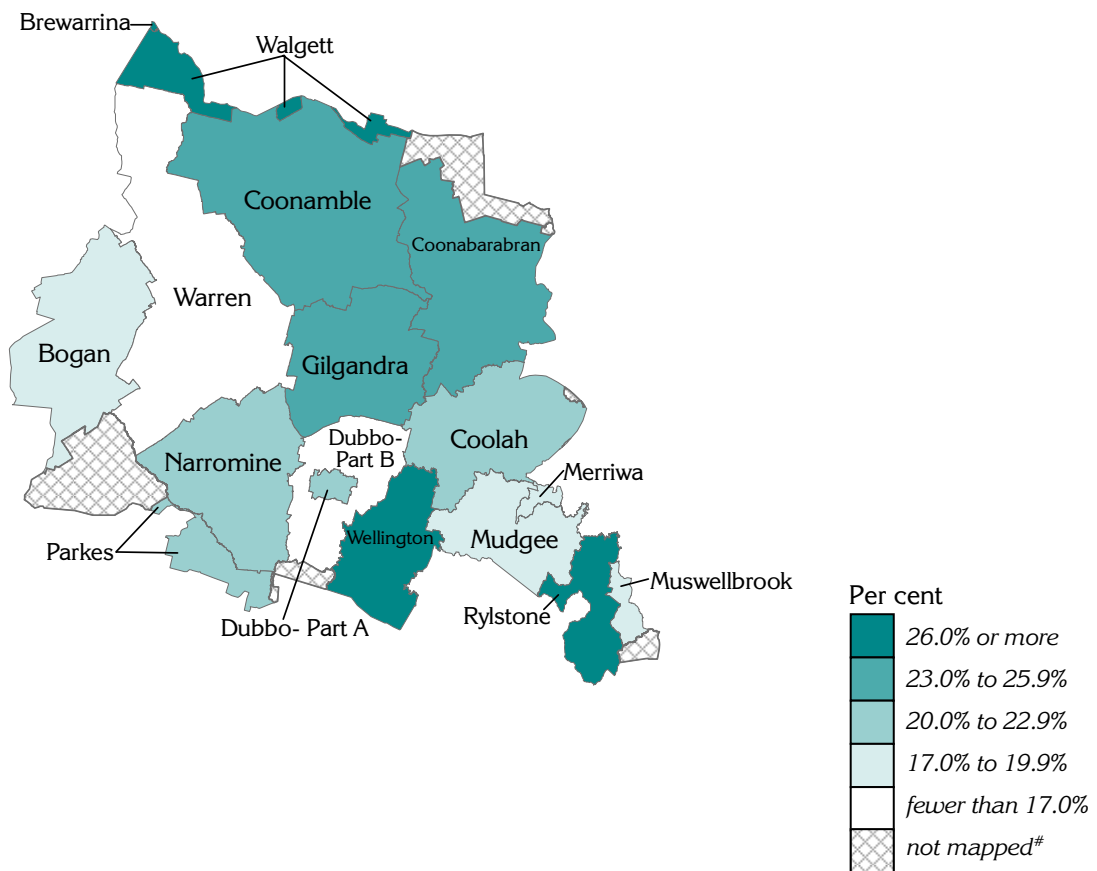 Brewarrina
Walgett
Coonamble
Coonabarabran
Warren
Bogan
Gilgandra
Dubbo-
Part B
Coolah
Narromine
Merriwa
Wellington
Mudgee
Parkes
Muswellbrook
Rylstone
Dubbo- Part A
Per cent
26.0% or more
23.0% to 25.9%
20.0% to 22.9%
17.0% to 19.9%
fewer than 17.0%
not mapped#